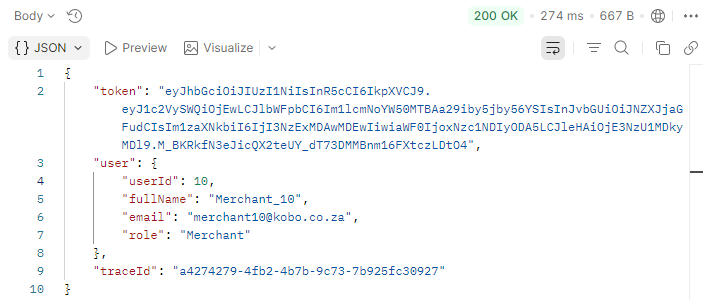 Body
200 OK • 274 ms • 667 B
{} JSON Preview Visualize
1 {
2 "token": "eyJhbGciOiJIUzI1NiIsInR5cCI6IkpXVCJ9.
eyJ1c2VySWQiOjEwLCJlbWFpbCI6Im1lcmNoYW50MTBAa29iby5jby56YSIsInJvbGUiOiJNZXJjaG
FudCIsIm1zaXNkbiI6IjI3NzExMDAwMDEwIiwiaWF0IjoxNzc1NDIyODA5LCJleHAiOjE3NzU1MDky
MDl9.M_BKRkfN3eJicQX2teUY_dT73DMMBnm16FXtczLDtO4",
3 "user": {
4 "userId": 10,
5 "fullName": "Merchant_10",
6 "email": "merchant10@kobo.co.za",
7 "role": "Merchant"
8 },
9 "traceId": "a4274279-4fb2-4b7b-9c73-7b925fc30927"
10 }